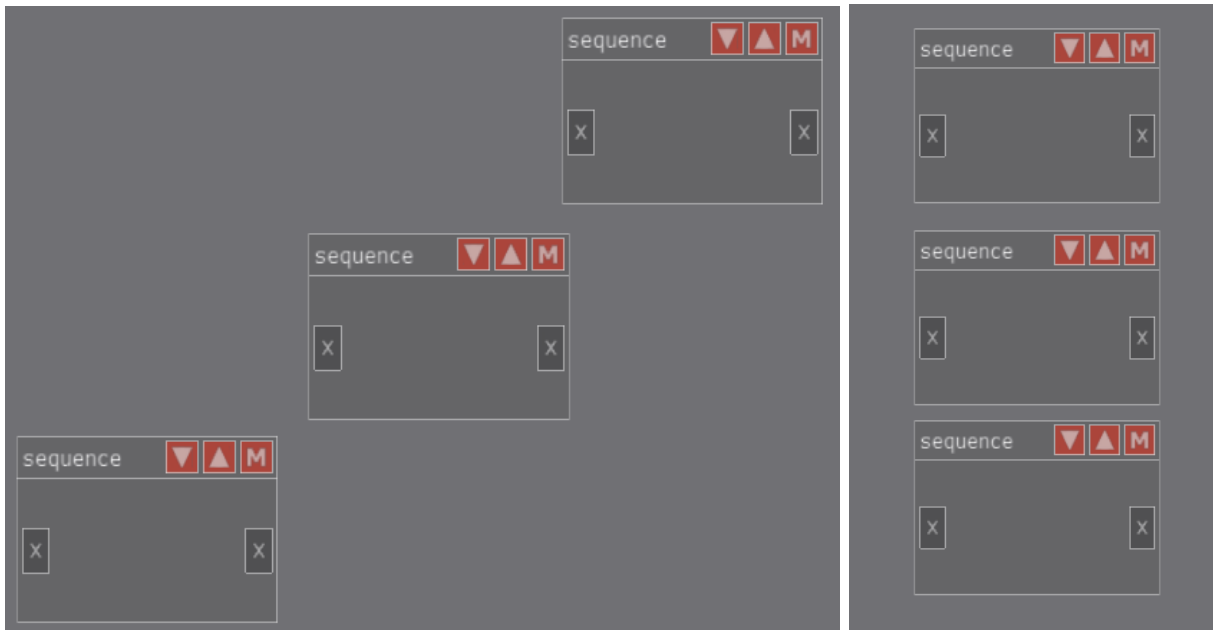 sequence ▼ ▲ M
X X
sequence ▼ ▲ M
X X
sequence ▼ ▲ M
X X
sequence ▼ ▲ M
X X
sequence ▼ ▲ M
X X
sequence ▼ ▲ M
X X